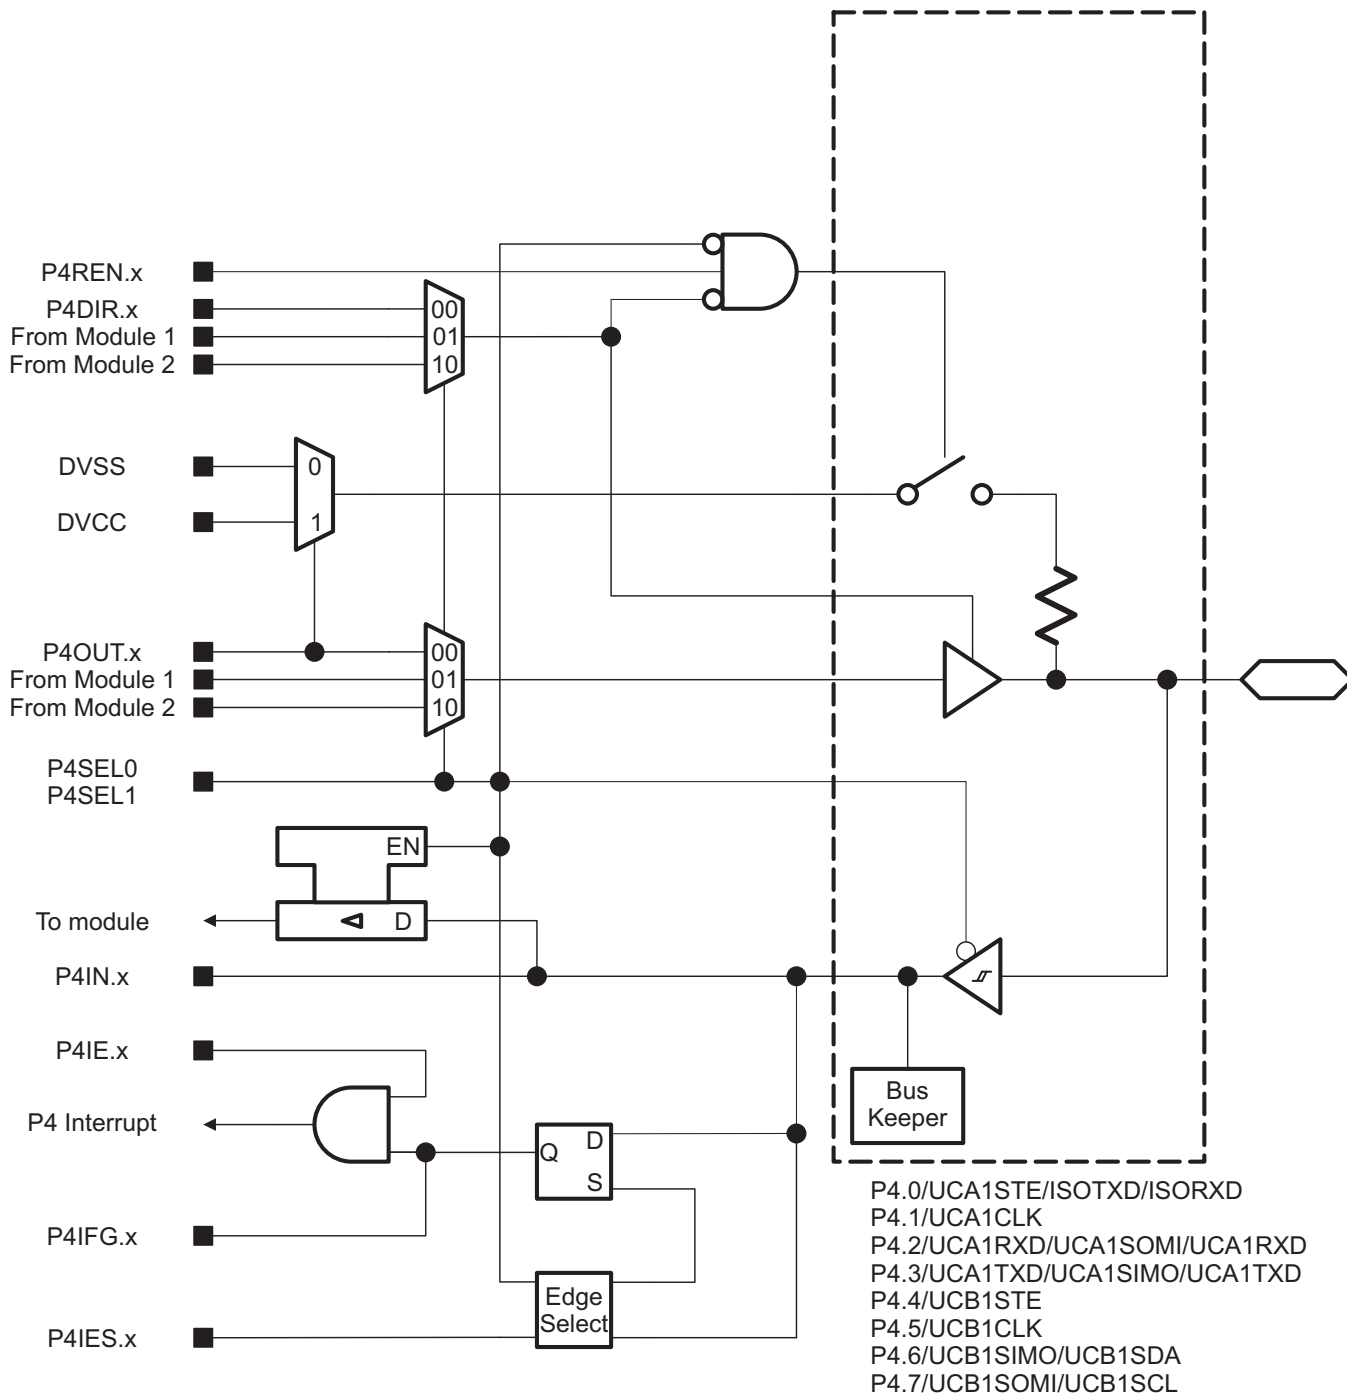 P4REN.x
P4DIR.x
From Module 1
From Module 2
00
01
10
DVSS
DVCC
0
1
P4OUT.x
From Module 1
From Module 2
00
01
10
P4SEL0
P4SEL1
EN
D
To module
P4IN.x
P4IE.x
P4 Interrupt
P4IFG.x
P4IES.x
Q
D
S
Edge
Select
Bus
Keeper
P4.0/UCA1STE/ISOTXD/ISORXD
P4.1/UCA1CLK
P4.2/UCA1RXD/UCA1SOMI/UCA1RXD
P4.3/UCA1TXD/UCA1SIMO/UCA1TXD
P4.4/UCB1STE
P4.5/UCB1CLK
P4.6/UCB1SIMO/UCB1SDA
P4.7/UCB1SOMI/UCB1SCL